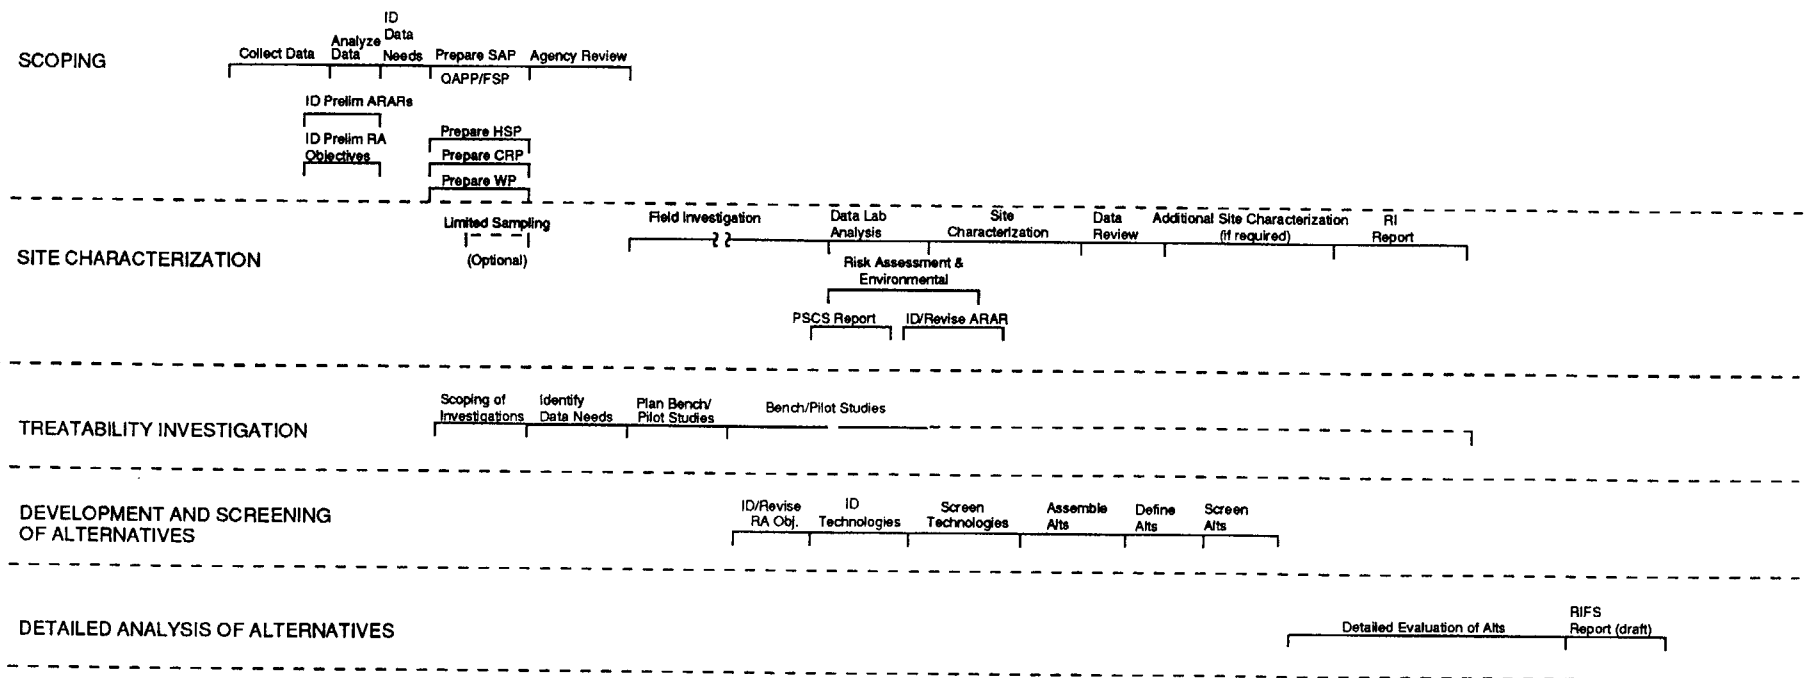 SCOPING
Collect Data
Analyze
Data
ID
Data
Needs
Prepare SAP
QAPP/FSP
Agency Review
ID Prelim ARARs
ID Prelim RA
Objectives
Prepare HSP
Prepare CRP
Prepare WP
SITE CHARACTERIZATION
Limited Sampling
(Optional)
Field Investigation
Data Lab
Analysis
Site
Characterization
Data
Review
Additional Site Characterization
(if required)
RI
Report
Risk Assessment &
Environmental
PSCS Report
ID/Revise ARAR
TREATABILITY INVESTIGATION
Scoping of
Investigations
Identify
Data Needs
Plan Bench/
Pilot Studies
Bench/Pilot Studies
DEVELOPMENT AND SCREENING
OF ALTERNATIVES
ID/Revise
RA Obj.
ID
Technologies
Screen
Technologies
Assemble
Alts
Define
Alts
Screen
Alts
DETAILED ANALYSIS OF ALTERNATIVES
Detailed Evaluation of Alts
RIFS
Report (draft)